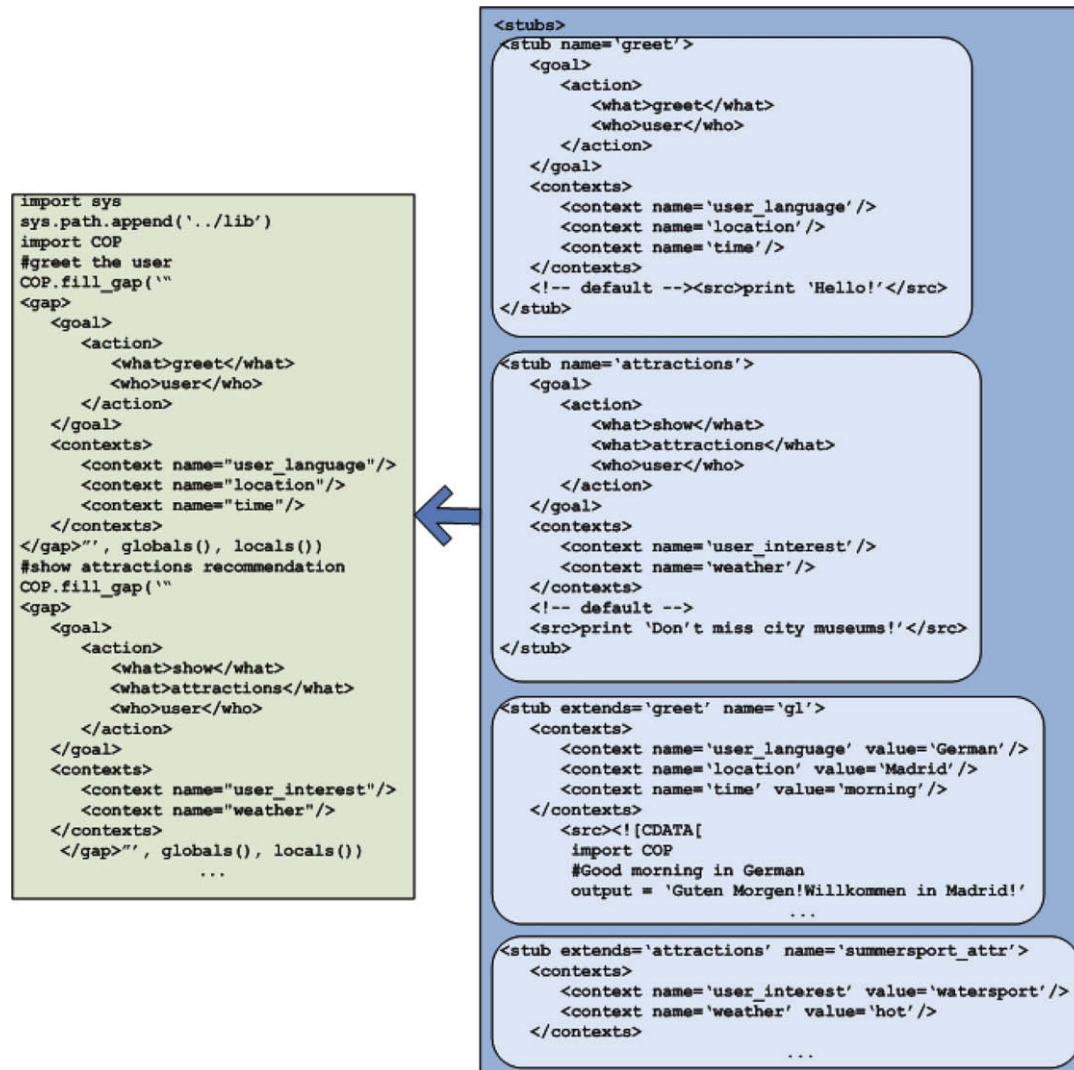 import sys
sys.path.append(‘../lib’)
import COP
#greet the user
COP.fill_gap(‘“
<gap>
<goal>
<action>
<what>greet</what>
<who>user</who>
</action>
</goal>
<contexts>
<context name="user_language"/>
<context name="location"/>
<context name="time"/>
</contexts>
</gap>”’, globals(), locals())
#show attractions recommendation
COP.fill_gap(‘“
<gap>
<goal>
<action>
<what>show</what>
<what>attractions</what>
<who>user</who>
</action>
</goal>
<contexts>
<context name="user_interest"/>
<context name="weather"/>
</contexts>
</gap>”’, globals(), locals())
...
<stubs>
<stub name=‘greet’>
<goal>
<action>
<what>greet</what>
<who>user</who>
</action>
</goal>
<contexts>
<context name=‘user_language’/>
<context name=‘location’/>
<context name=‘time’/>
</contexts>
<!-- default --><src>print ‘Hello!’</src>
</stub>
<stub name=‘attractions’>
<goal>
<action>
<what>show</what>
<what>attractions</what>
<who>user</who>
</action>
</goal>
<contexts>
<context name=‘user_interest’/>
<context name=‘weather’/>
</contexts>
<!-- default -->
<src>print ‘Don’t miss city museums!’</src>
</stub>
<stub extends=‘greet’ name=‘g1’>
<contexts>
<context name=‘user_language’ value=‘German’/>
<context name=‘location’ value=‘Madrid’/>
<context name=‘time’ value=‘morning’/>
</contexts>
<src><![CDATA[
import COP
#Good morning in German
output = ‘Guten Morgen!Willkommen in Madrid!’
...
<stub extends=‘attractions’ name=‘summersport_attr’>
<contexts>
<context name=‘user_interest’ value=‘watersport’/>
<context name=‘weather’ value=‘hot’/>
</contexts>
...